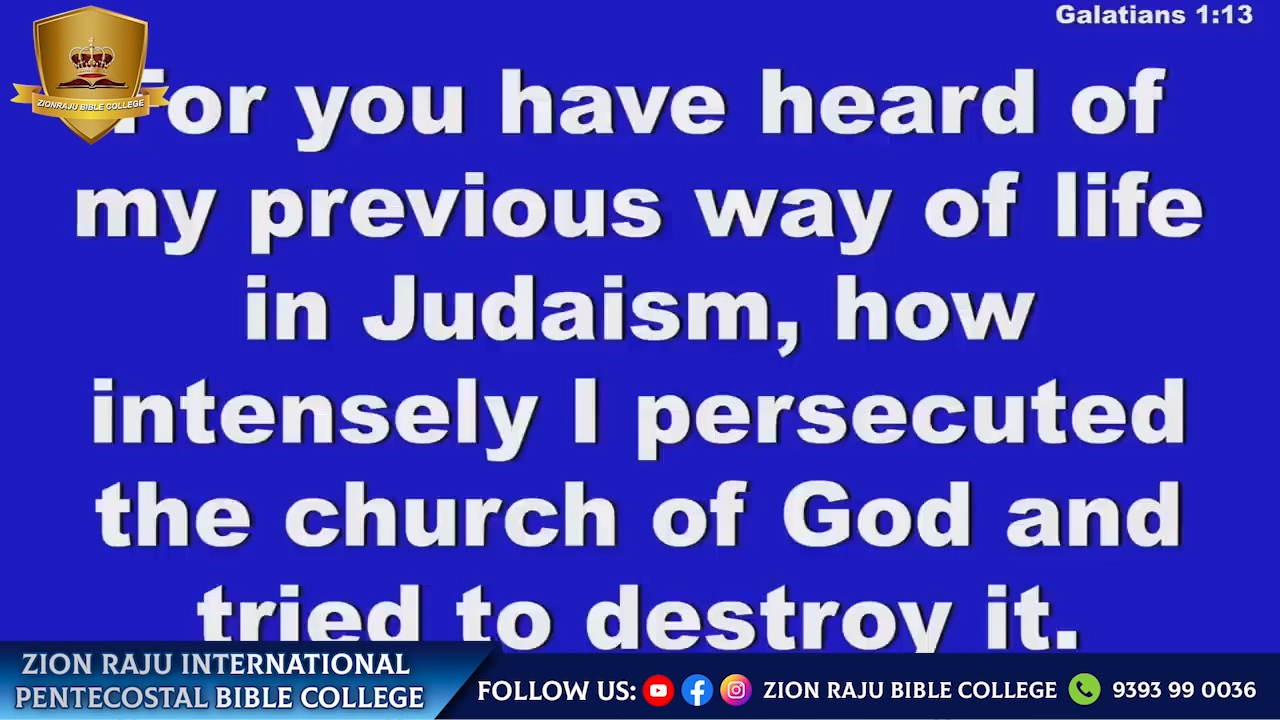 Galatians 1:13
ZIONRAJU BIBLE COLLEGE
For you have heard of
my previous way of life
in Judaism, how
intensely I persecuted
the church of God and
tried to destroy it.
ZION RAJU INTERNATIONAL
PENTECOSTAL BIBLE COLLEGE
FOLLOW US: ZION RAJU BIBLE COLLEGE 9393 99 0036